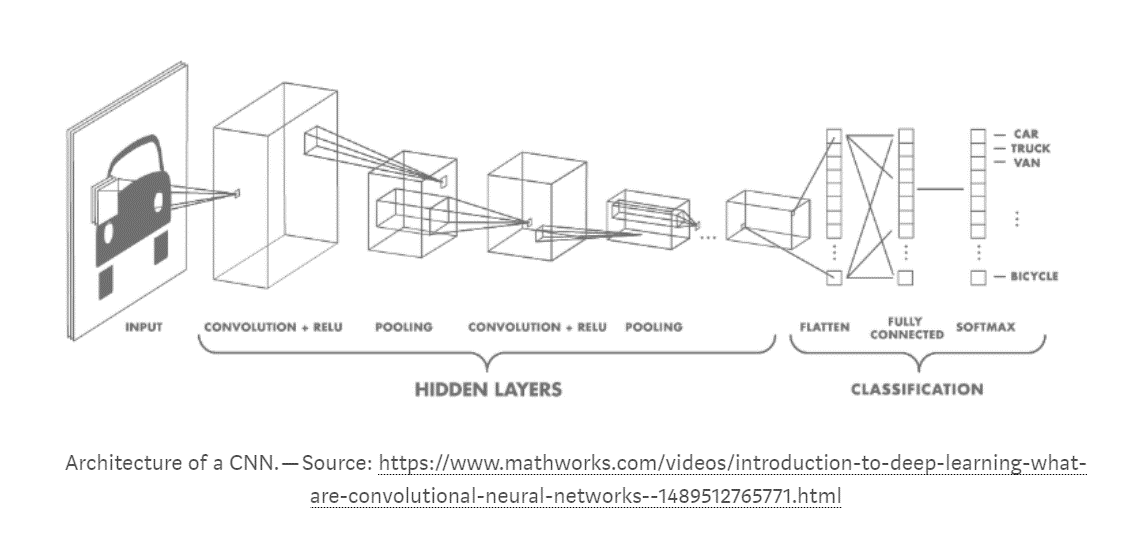 CAR
TRUCK
VAN
BICYCLE
INPUT
CONVOLUTION + RELU
POOLING
CONVOLUTION + RELU
POOLING
FLATTEN
FULLY
CONNECTED
SOFTMAX
HIDDEN LAYERS
CLASSIFICATION
Architecture of a CNN. — Source: https://www.mathworks.com/videos/introduction-to-deep-learning-what-
are-convolutional-neural-networks--1489512765771.html